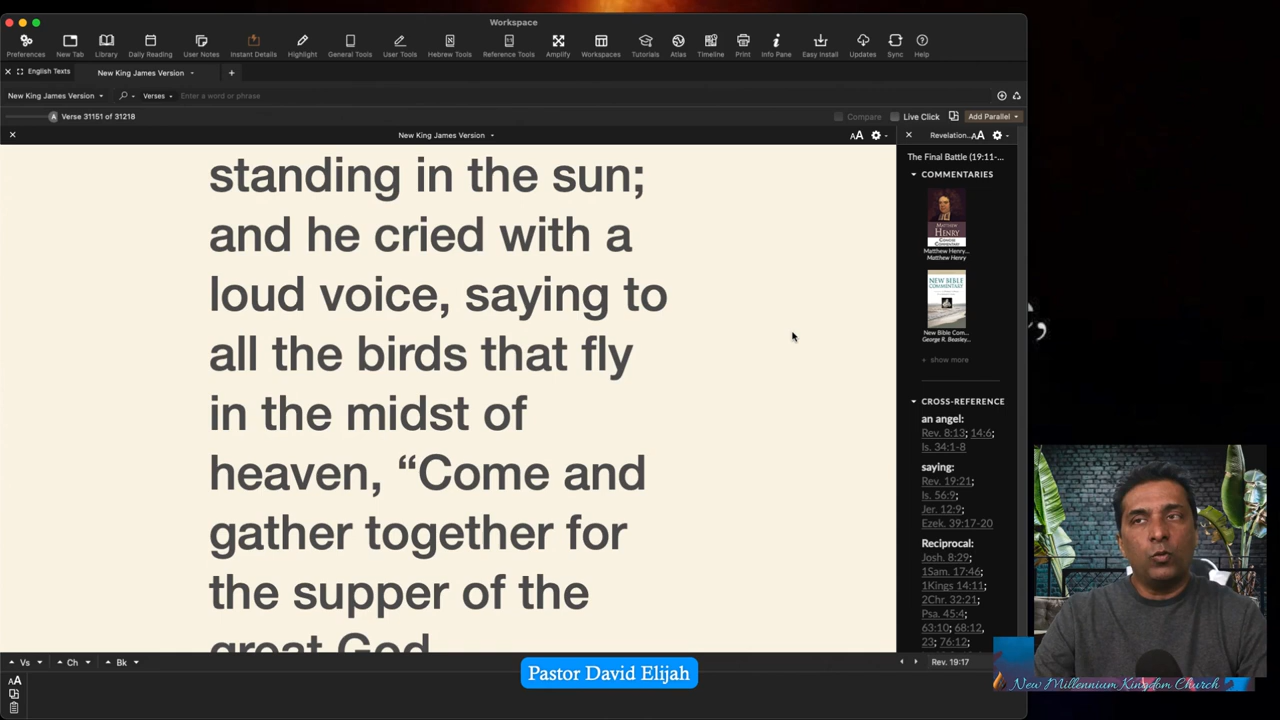 Workspace
Preferences
New Tab
Library
Daily Reading
User Notes
Instant Details
Highlight
General Tools
User Tools
Hebrew Tools
Reference Tools
Amplify
Workspaces
Tutorials
Atlas
Timeline
Print
Info Pane
Easy Install
Updates
Sync
Help
English Texts
New King James Version
New King James Version
Verses
Enter a word or phrase
Verse 31151 of 31218
Compare
Live Click
Add Parallel
New King James Version
AA
Revelation...
AA
standing in the sun;
and he cried with a
loud voice, saying to
all the birds that fly
in the midst of
heaven, “Come and
gather together for
the supper of the
great God,
The Final Battle (19:11-...
COMMENTARIES
MATTHEW
HENRY
CONCISE
COMMENTARY
Matthew Henry...
Matthew Henry
NEW BIBLE
COMMENTARY
New Bible Com...
George R. Beasley...
+ show more
CROSS-REFERENCE
an angel:
Rev. 8:13; 14:6;
Is. 34:1-8
saying:
Rev. 19:21;
Is. 56:9;
Jer. 12:9;
Ezek. 39:17-20
Reciprocal:
Josh. 8:29;
1Sam. 17:46;
1Kings 14:11;
2Chr. 32:21;
Psa. 45:4;
63:10; 68:12,
23; 76:12;
Vs
Ch
Bk
Rev. 19:17
AA
Pastor David Elijah
New Millennium Kingdom Church